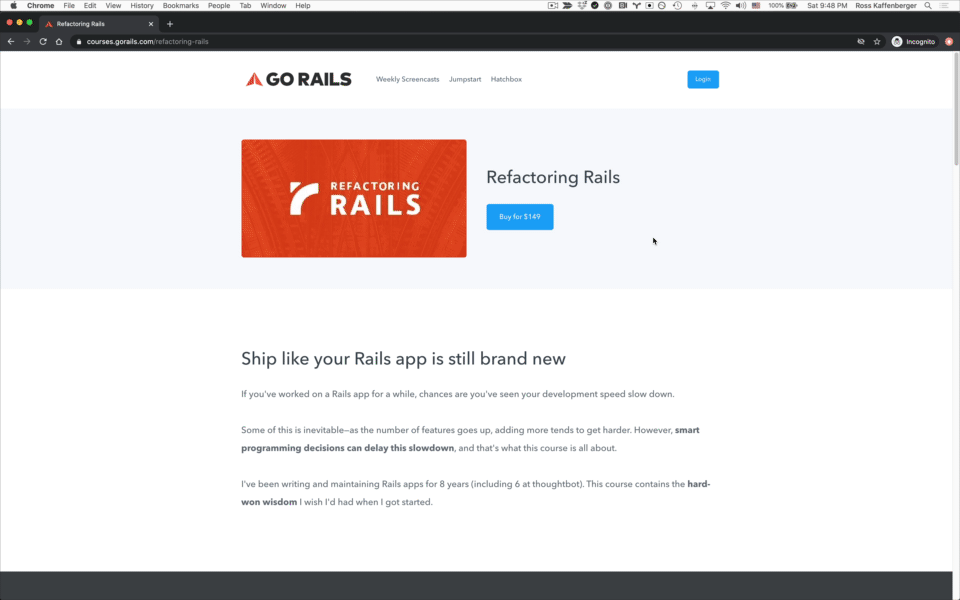 Chrome File Edit View History Bookmarks People Tab Window Help 100% Sat 9:48 PM Ross Kaffenberger
Refactoring Rails
courses.gorails.com/refactoring-rails Incognito
GO RAILS Weekly Screencasts Jumpstart Hatchbox Login
REFACTORING
RAILS
Refactoring Rails
Buy for $149
Ship like your Rails app is still brand new
If you've worked on a Rails app for a while, chances are you've seen your development speed slow down.
Some of this is inevitable—as the number of features goes up, adding more tends to get harder. However, smart
programming decisions can delay this slowdown, and that's what this course is all about.
I've been writing and maintaining Rails apps for 8 years (including 6 at thoughtbot). This course contains the hard-
won wisdom I wish I'd had when I got started.